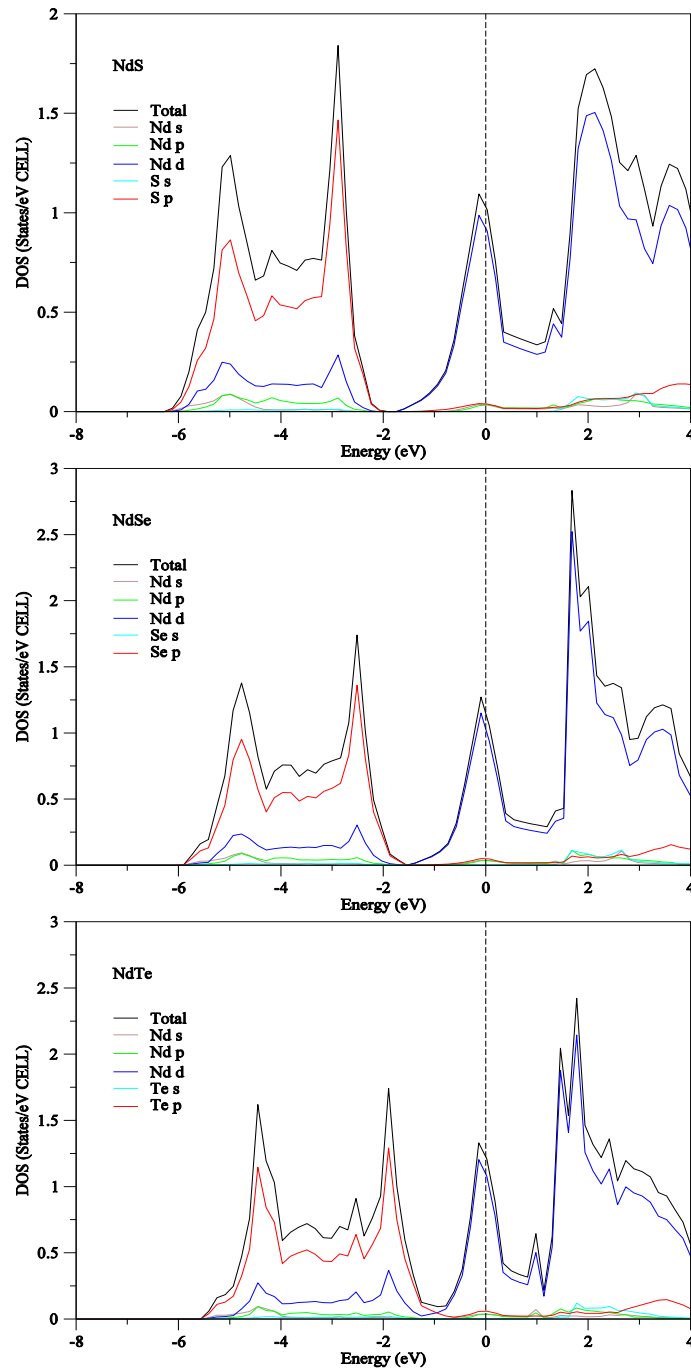 2
NdS
1.5
Total
Nd s
Nd p
Nd d
S s
S p
DOS (States/eV CELL)
1
0.5
0
-8 -6 -4 -2 0 2 4
Energy (eV)
3
NdSe
2.5
Total
Nd s
Nd p
Nd d
Se s
Se p
DOS (States/eV CELL)
2
1.5
1
0.5
0
-8 -6 -4 -2 0 2 4
Energy (eV)
3
NdTe
2.5
Total
Nd s
Nd p
Nd d
Te s
Te p
DOS (States/eV CELL)
2
1.5
1
0.5
0
-8 -6 -4 -2 0 2 4
Energy (eV)